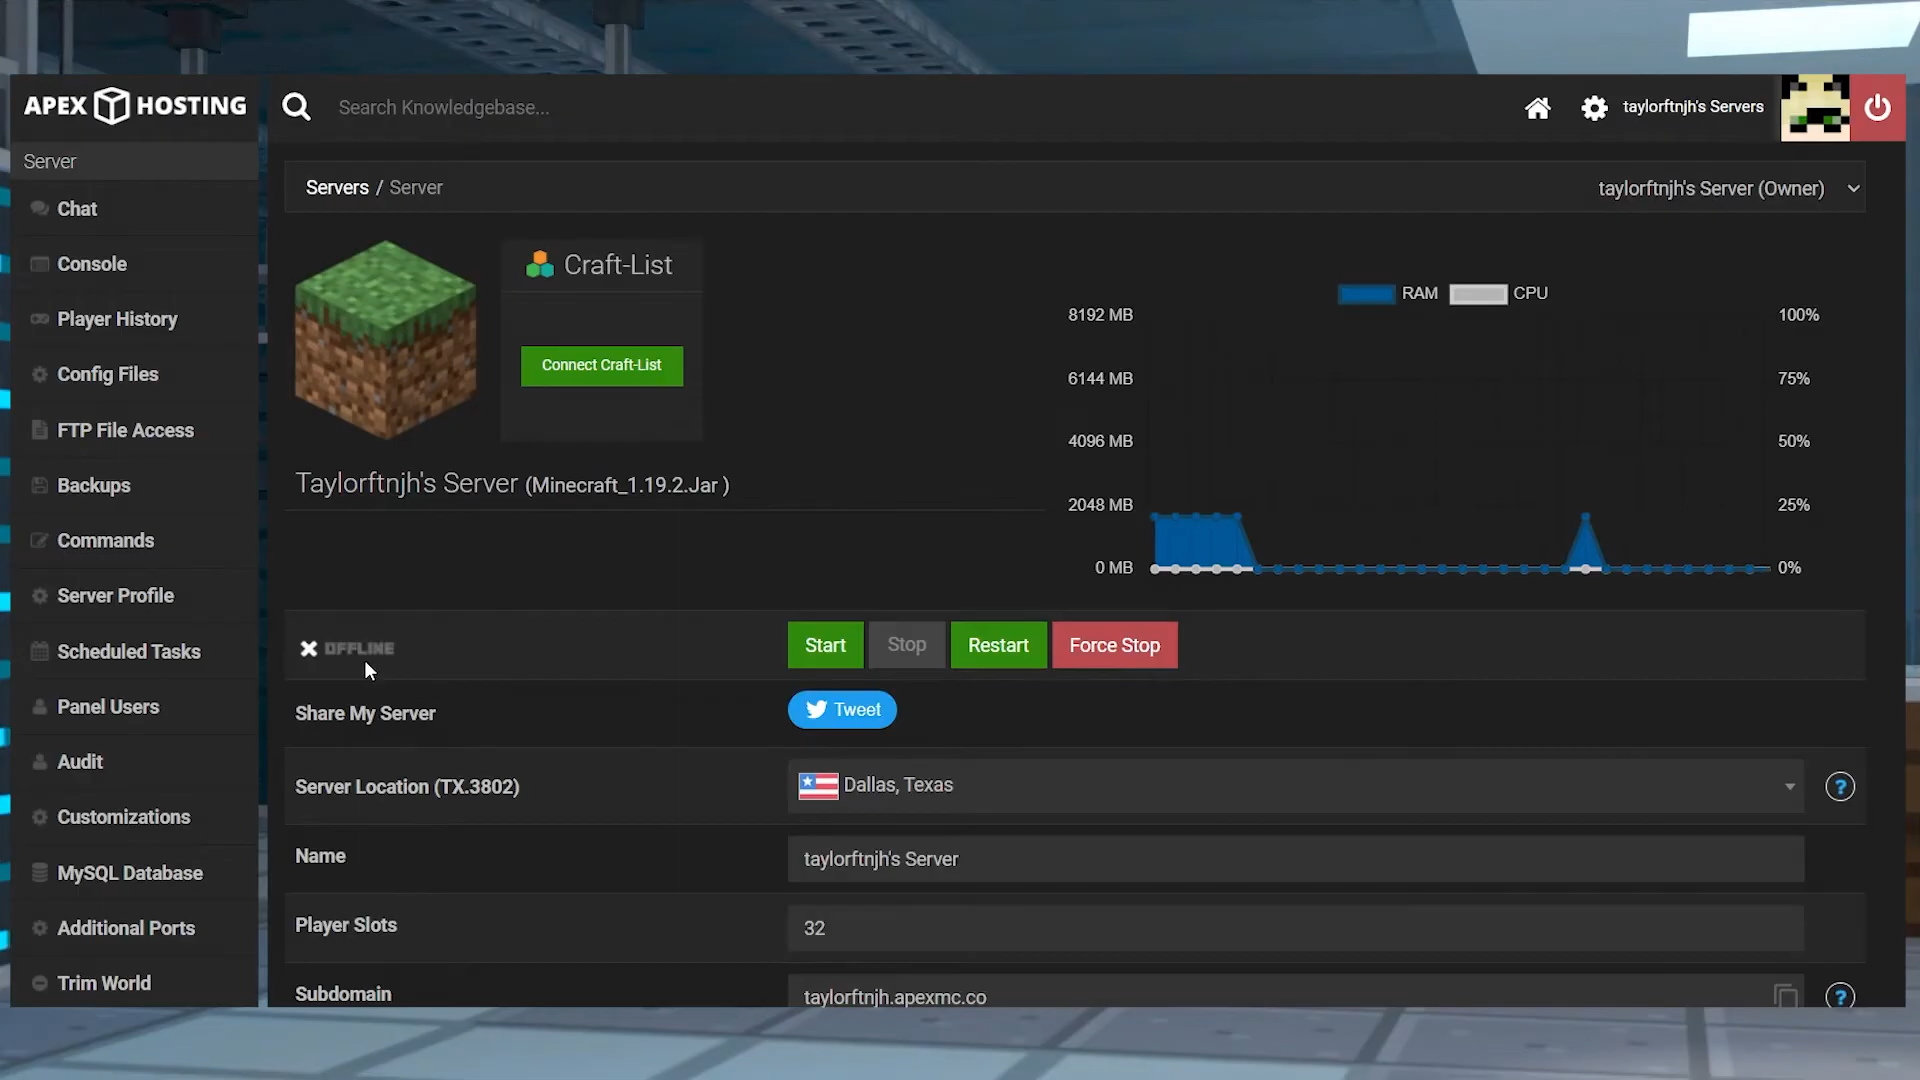 APEX HOSTING
Search Knowledgebase...
taylorftnjh's Servers
Server
Chat
Console
Player History
Config Files
FTP File Access
Backups
Commands
Server Profile
Scheduled Tasks
Panel Users
Audit
Customizations
MySQL Database
Additional Ports
Trim World
Servers / Server
taylorftnjh's Server (Owner)
Craft-List
Connect Craft-List
Taylorftnjh's Server (Minecraft_1.19.2.Jar )
RAM CPU
8192 MB 100%
6144 MB 75%
4096 MB 50%
2048 MB 25%
0 MB 0%
OFFLINE
Start Stop Restart Force Stop
Share My Server
Tweet
Server Location (TX.3802)
Dallas, Texas
?
Name
taylorftnjh's Server
Player Slots
32
Subdomain
taylorftnjh.apexmc.co
?